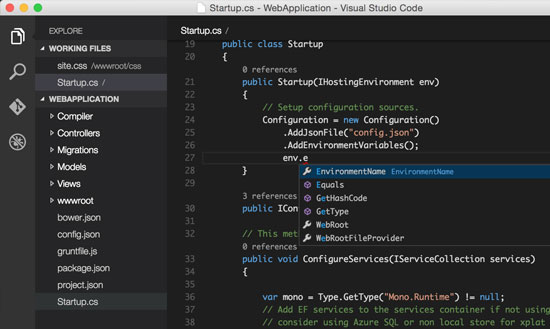 Startup.cs - WebApplication - Visual Studio Code
EXPLORE
WORKING FILES
site.css /wwwroot/css
Startup.cs /
WEBAPPLICATION
Compiler
Controllers
Migrations
Models
Views
wwwroot
bower.json
config.json
gruntfile.js
package.json
project.json
Startup.cs
Startup.cs /
19 public class Startup
20 {
0 references
21 public Startup(IHostingEnvironment env)
22 {
23 // Setup configuration sources.
24 Configuration = new Configuration()
25 .AddJsonFile("config.json")
26 .AddEnvironmentVariables();
27 env.e
EnvironmentName EnvironmentName
Equals
GetHashCode
GetType
WebRoot
WebRootFileProvider
28 }
29
3 references
30 public ICon
31
32 // This met
0 references
33 public void ConfigureServices(IServiceCollection services)
34 {
35
36 var mono = Type.GetType("Mono.Runtime") != null;
37 // Add EF services to the services container if not using
38 // consider using Azure SQL or non local store for xplat